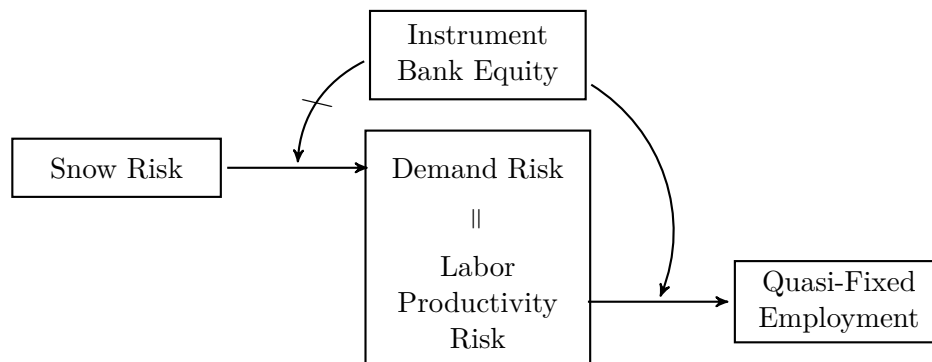 Instrument
Bank Equity
Snow Risk
Demand Risk
=
Labor
Productivity
Risk
Quasi-Fixed
Employment